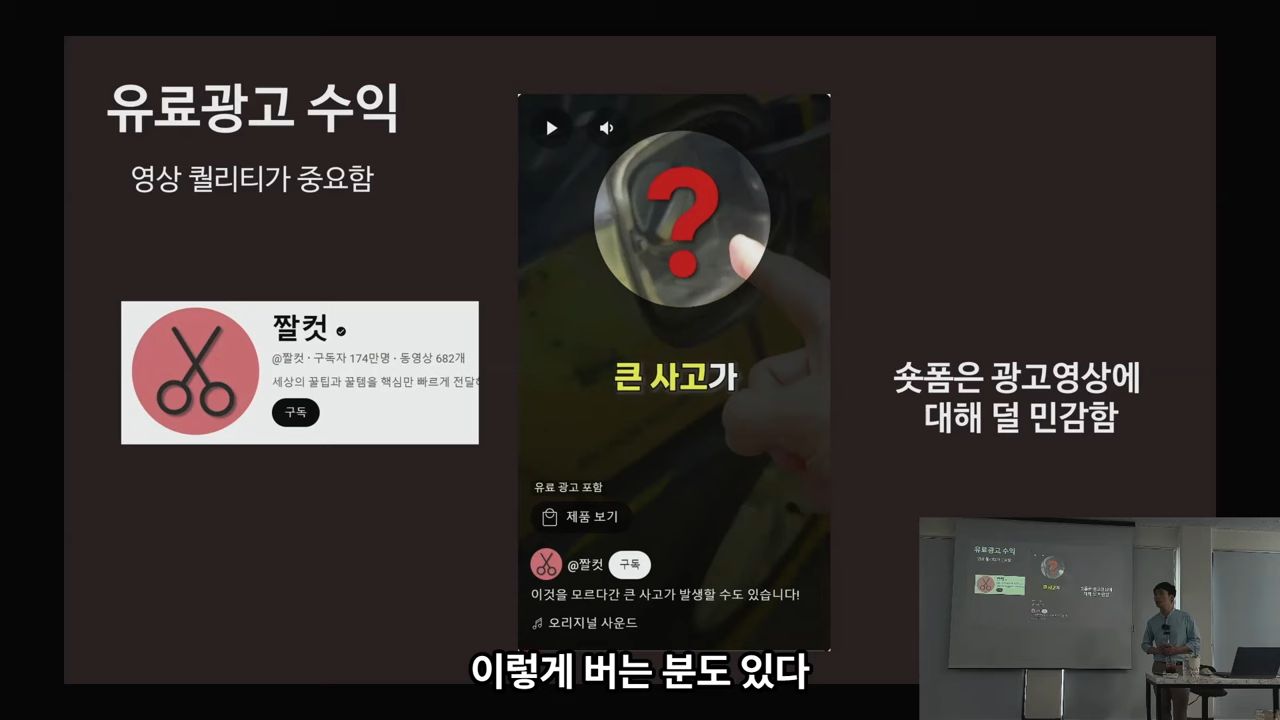 유료광고 수익
영상 퀄리티가 중요함
짤컷
@짤컷 · 구독자 174만명 · 동영상 682개
세상의 꿀팁과 꿀템을 핵심만 빠르게 전달
구독
?
큰 사고가
유료 광고 포함
제품 보기
@짤컷 구독
이것을 모르다간 큰 사고가 발생할 수도 있습니다!
오리지널 사운드
숏폼은 광고영상에
대해 덜 민감함
이렇게 버는 분도 있다
유료광고 수익